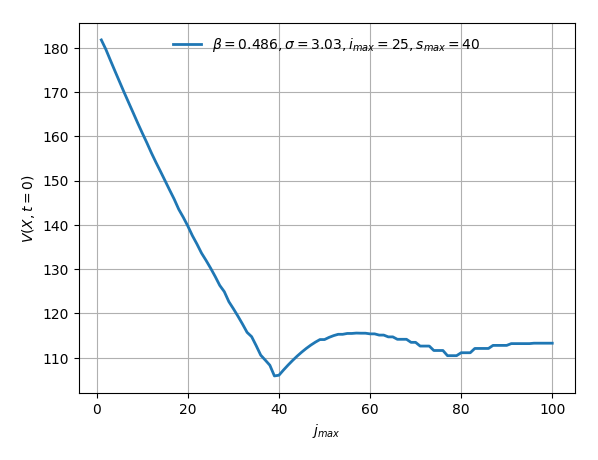 β = 0.486, σ = 3.03, i_max = 25, s_max = 40
180
170
160
150
140
130
120
110
V(X, t = 0)
0 20 40 60 80 100
j_max